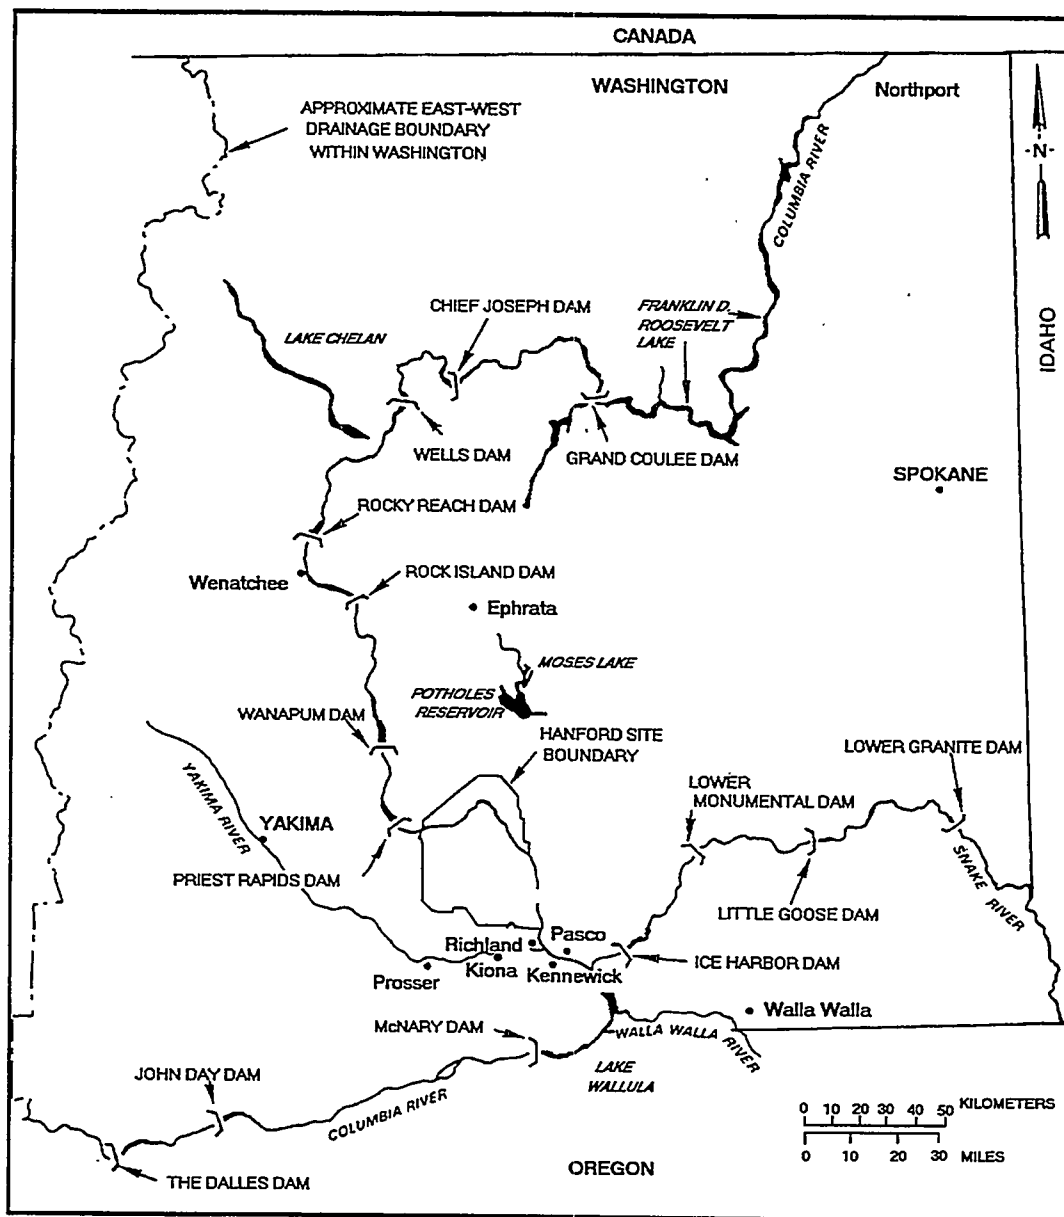 CANADA
WASHINGTON
Northport
APPROXIMATE EAST-WEST
DRAINAGE BOUNDARY
WITHIN WASHINGTON
-N-
COLUMBIA RIVER
CHIEF JOSEPH DAM
FRANKLIN D.
ROOSEVELT
LAKE
LAKE CHELAN
IDAHO
WELLS DAM
GRAND COULEE DAM
SPOKANE
ROCKY REACH DAM
Wenatchee
ROCK ISLAND DAM
Ephrata
MOSES LAKE
POTHOLES
RESERVOIR
WANAPUM DAM
HANFORD SITE
BOUNDARY
LOWER GRANITE DAM
YAKIMA RIVER
YAKIMA
LOWER
MONUMENTAL DAM
PRIEST RAPIDS DAM
SNAKE RIVER
LITTLE GOOSE DAM
Richland
Pasco
Kiona
Kennewick
ICE HARBOR DAM
Prosser
Walla Walla
McNARY DAM
WALLA WALLA RIVER
JOHN DAY DAM
LAKE
WALLULA
COLUMBIA RIVER
0 10 20 30 40 50 KILOMETERS
0 10 20 30 MILES
OREGON
THE DALLES DAM